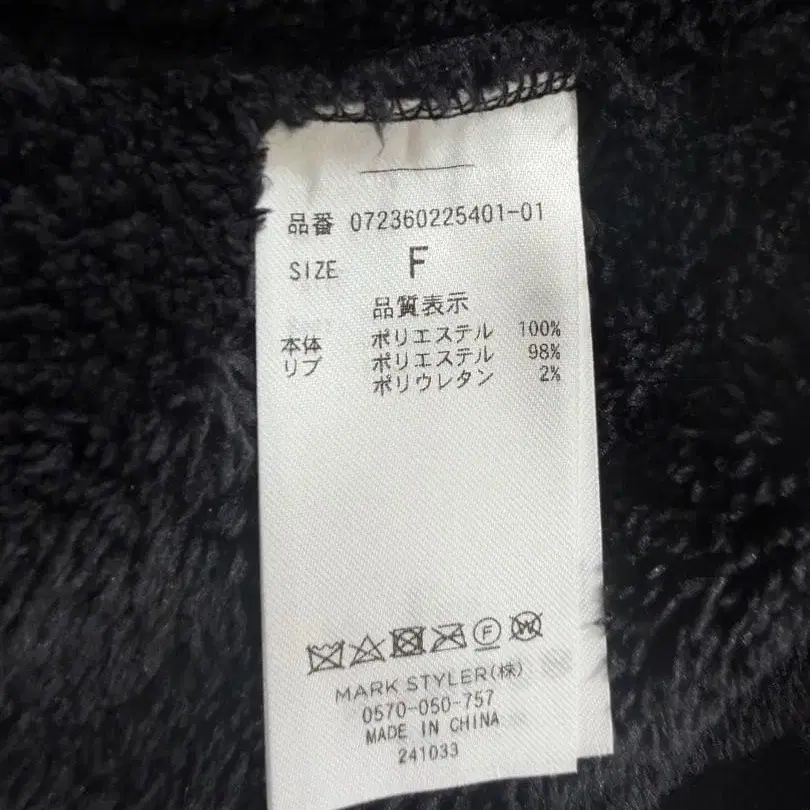 品番 072360225401-01
SIZE F
品質表示
本体 ポリエステル 100%
リブ ポリエステル 98%
ポリウレタン 2%
F W
MARK STYLER(株)
0570-050-757
MADE IN CHINA
241033